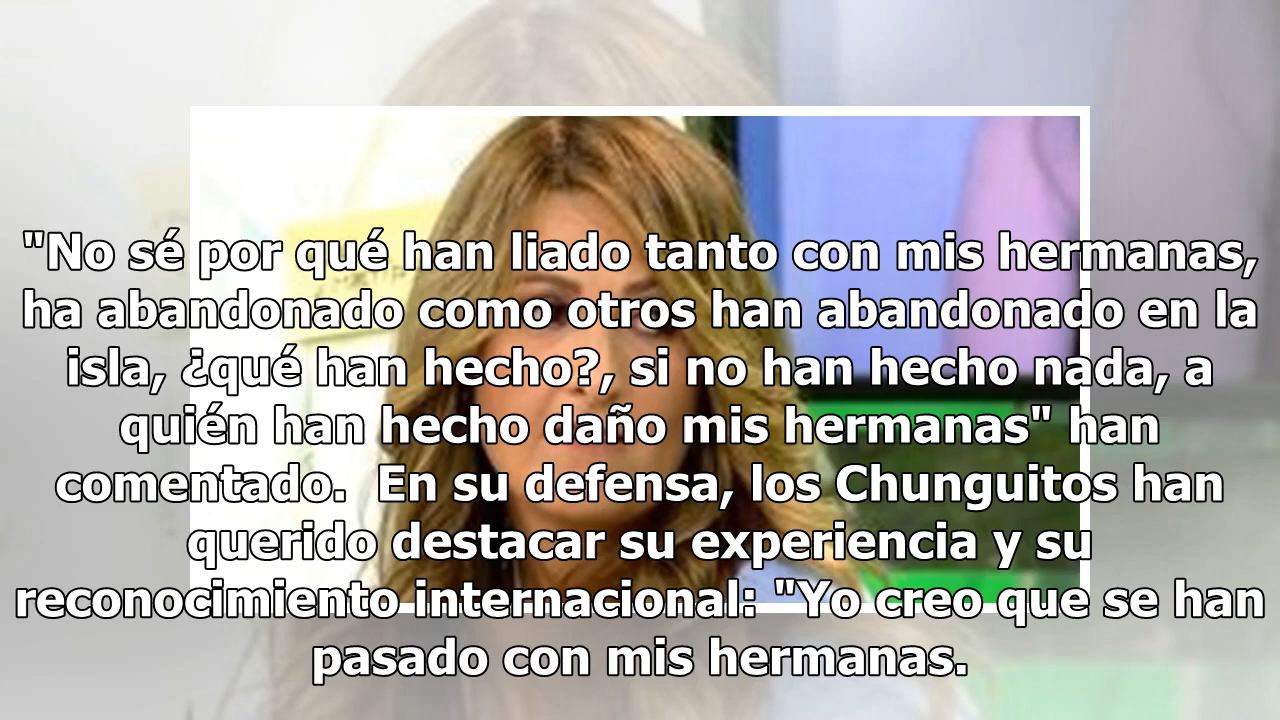 "No sé por qué han liado tanto con mis hermanas,
ha abandonado como otros han abandonado en la
isla, ¿qué han hecho?, si no han hecho nada, a
quién han hecho daño mis hermanas" han
comentado.  En su defensa, los Chunguitos han
querido destacar su experiencia y su
reconocimiento internacional: "Yo creo que se han
pasado con mis hermanas.